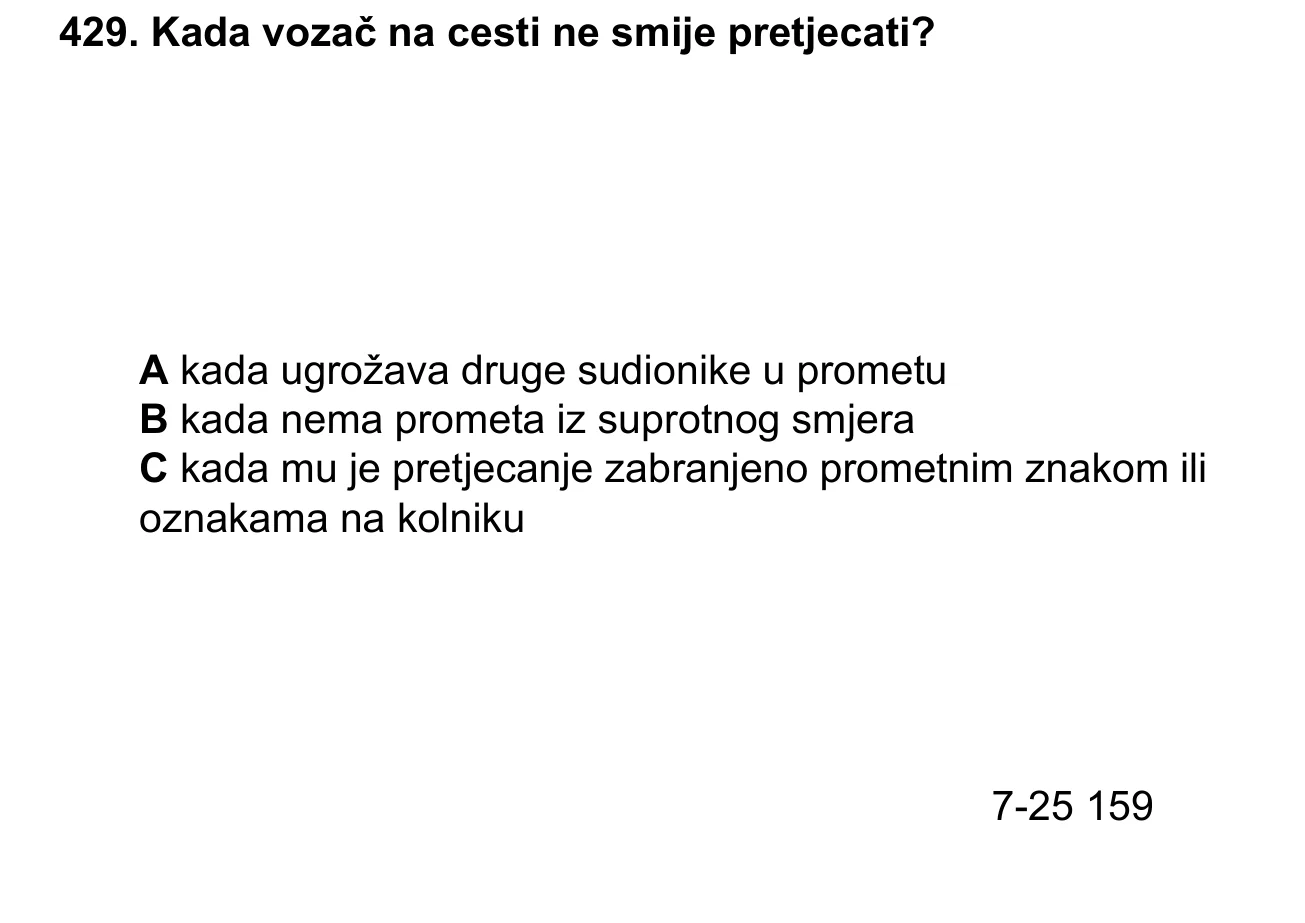 429. Kada vozač na cesti ne smije pretjecati?
A kada ugrožava druge sudionike u prometu
B kada nema prometa iz suprotnog smjera
C kada mu je pretjecanje zabranjeno prometnim znakom ili
oznakama na kolniku
7-25 159